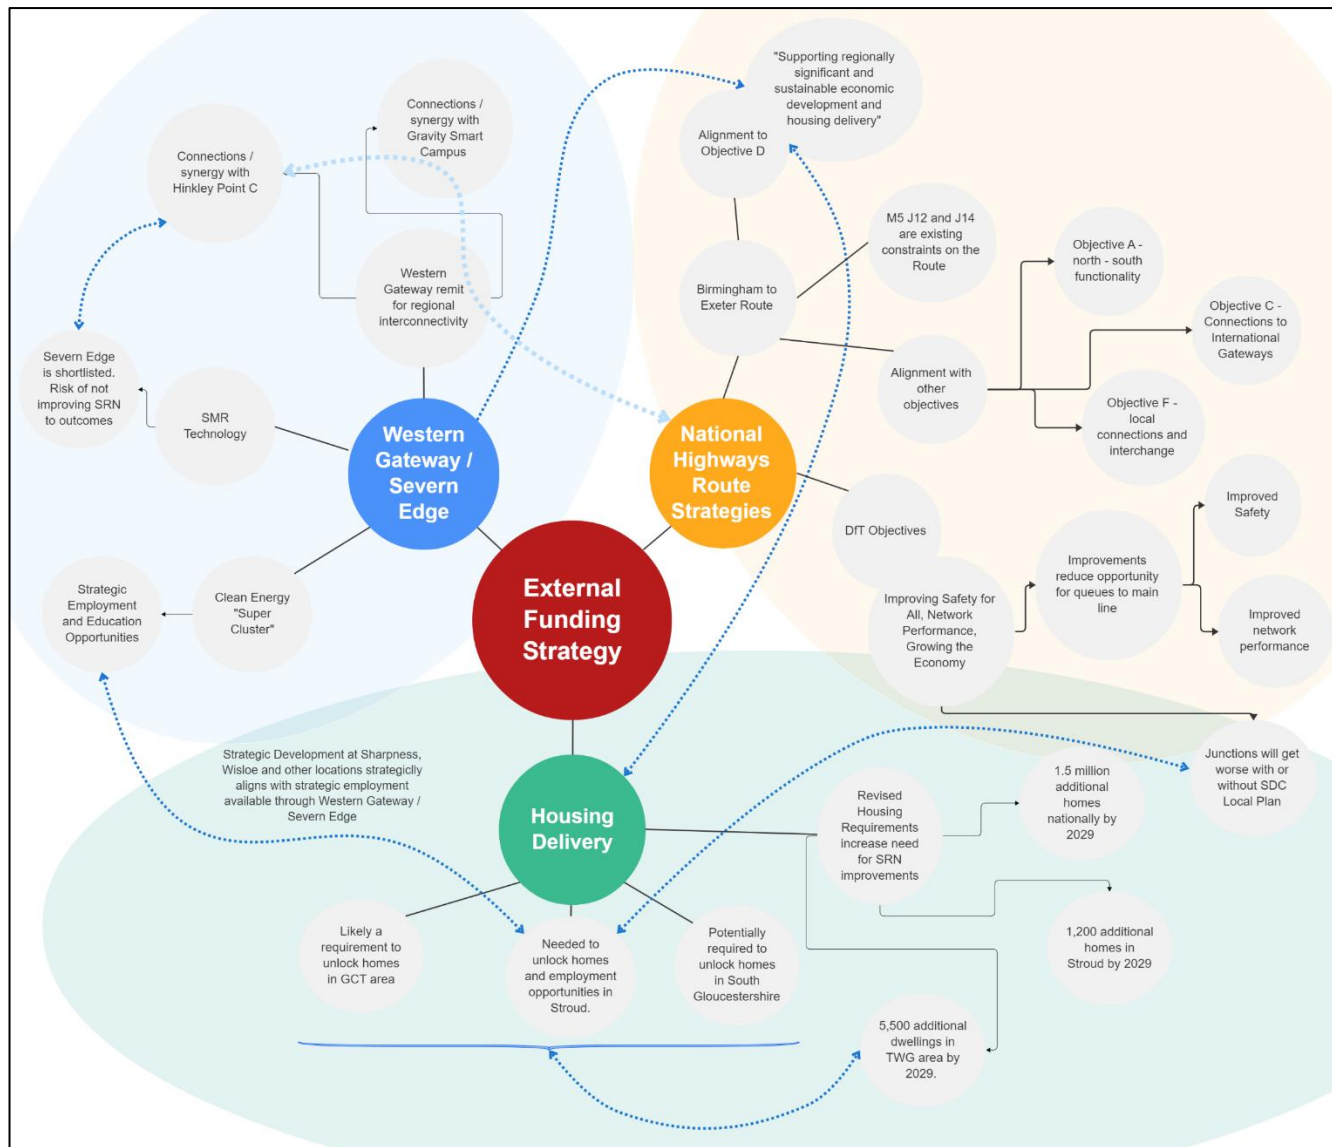 "Supporting regionally
significant and
sustainable economic
development and
housing delivery"
Connections /
synergy with
Gravity Smart
Campus
Alignment to
Objective D
Connections /
synergy with
Hinkley Point C
M5 J12 and J14
are existing
constraints on the
Route
Objective A -
north - south
functionality
Western
Gateway remit
for regional
interconnectivity
Birmingham to
Exeter Route
Objective C -
Connections to
International
Gateways
Severn Edge
is shortlisted.
Risk of not
improving SRN
to outcomes
SMR
Technology
Alignment with
other
objectives
Objective F -
local
connections and
interchange
Western
Gateway /
Severn
Edge
National
Highways
Route
Strategies
Improved
Safety
DfT Objectives
Strategic
Employment
and Education
Opportunities
Clean Energy
"Super
Cluster"
External
Funding
Strategy
Improving Safety for
All, Network
Performance,
Growing the
Economy
Improvements
reduce opportunity
for queues to main
line
Improved
network
performance
Strategic Development at Sharpness,
Wisloe and other locations strategiclly
aligns with strategic employment
available through Western Gateway /
Severn Edge
Housing
Delivery
Revised
Housing
Requirements
increase need
for SRN
improvements
1.5 million
additional
homes
nationally by
2029
Junctions will get
worse with or
without SDC
Local Plan
Likely a
requirement to
unlock homes
in GCT area
Needed to
unlock homes
and employment
opportunities in
Stroud.
Potentially
required to
unlock homes
in South
Gloucestershire
1,200 additional
homes in
Stroud by 2029
5,500 additional
dwellings in
TWG area by
2029.